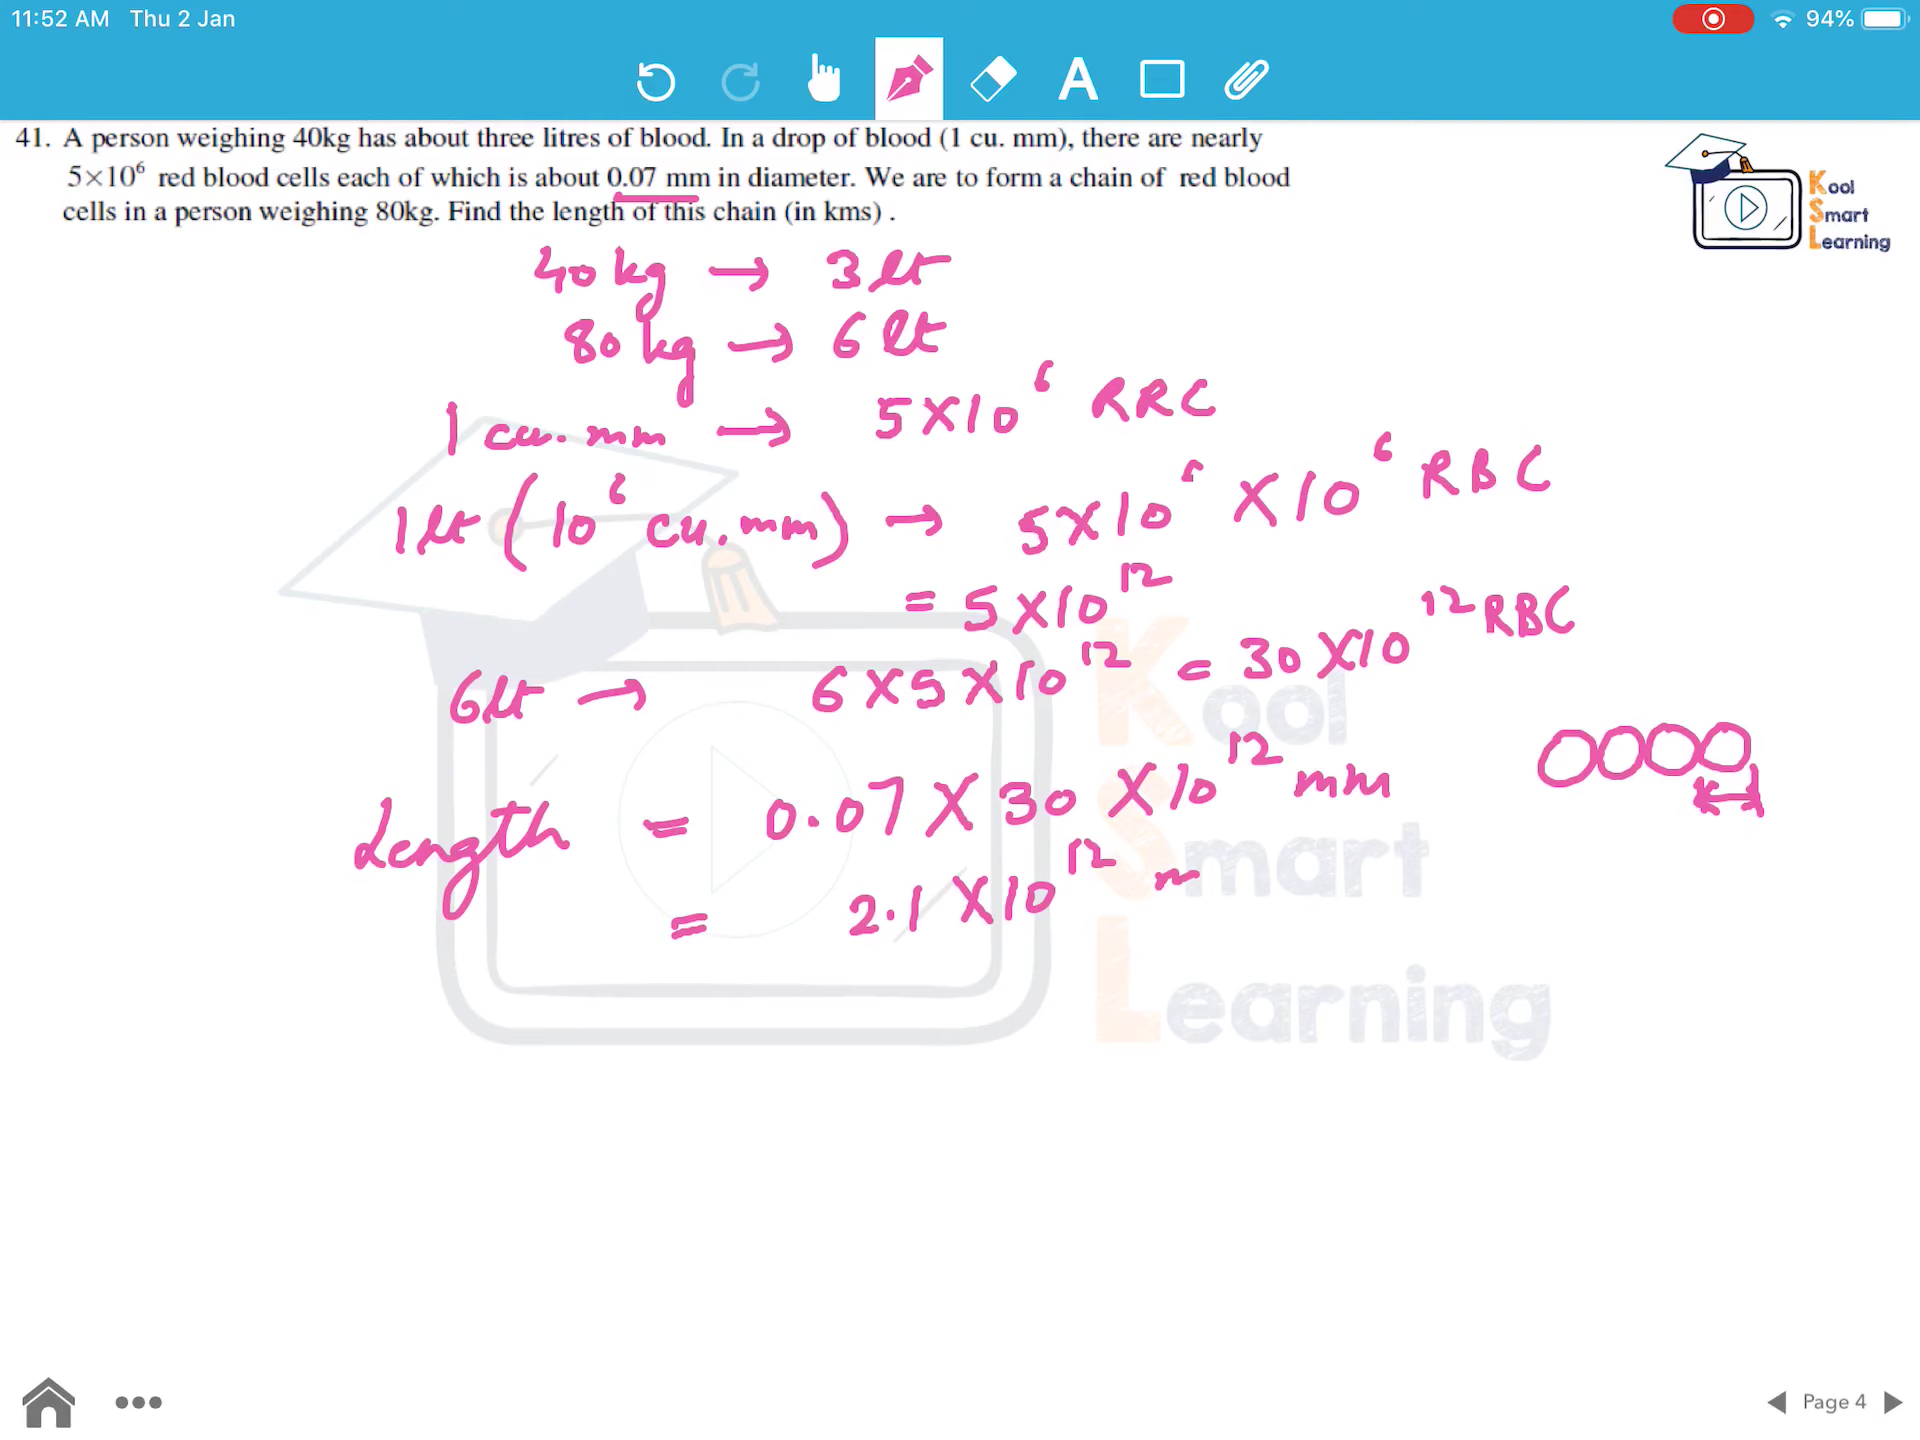 11:52 AM Thu 2 Jan
94%
A
41. A person weighing 40kg has about three litres of blood. In a drop of blood (1 cu. mm), there are nearly
5×10⁶ red blood cells each of which is about 0.07 mm in diameter. We are to form a chain of red blood
cells in a person weighing 80kg. Find the length of this chain (in kms) .
Kool
Smart
Learning
40 kg → 3 lt
80 kg → 6 lt
1 cu. mm → 5×10⁶ RRC
1 lt (10⁶ cu. mm) → 5×10⁶ ×10⁶ RBC
= 5×10¹²
6 lt → 6×5×10¹² = 30×10¹² RBC
Length = 0.07 × 30 × 10¹² mm
= 2.1 × 10¹² m
Kool
Smart
Learning
Page 4